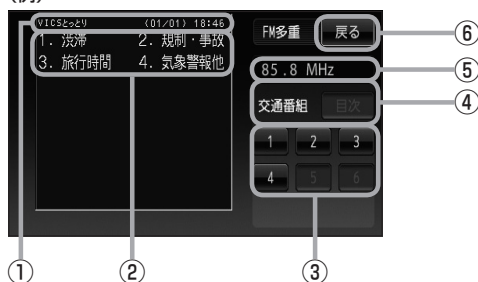 (例)
VICSとっとり (01/01) 18:46
FM多重 戻る ⑥
1. 渋滞 2. 規制・事故
3. 旅行時間 4. 気象警報他
85.8 MHz ⑤
交通番組 目次 ④
1 2 3
4 5 6
① ② ③